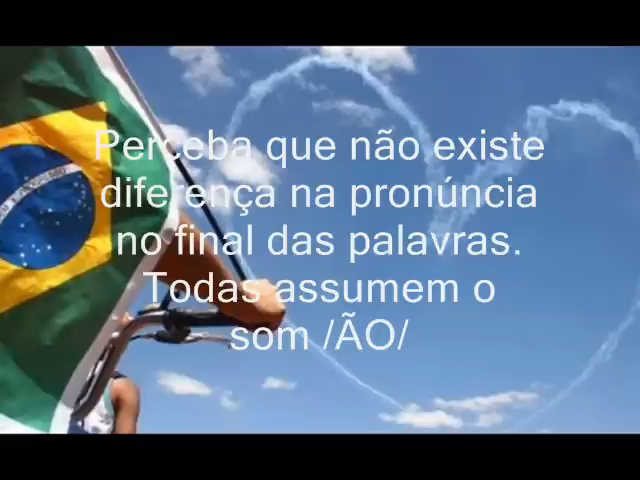 Perceba que não existe
diferença na pronúncia
no final das palavras.
Todas assumem o
som /ÃO/